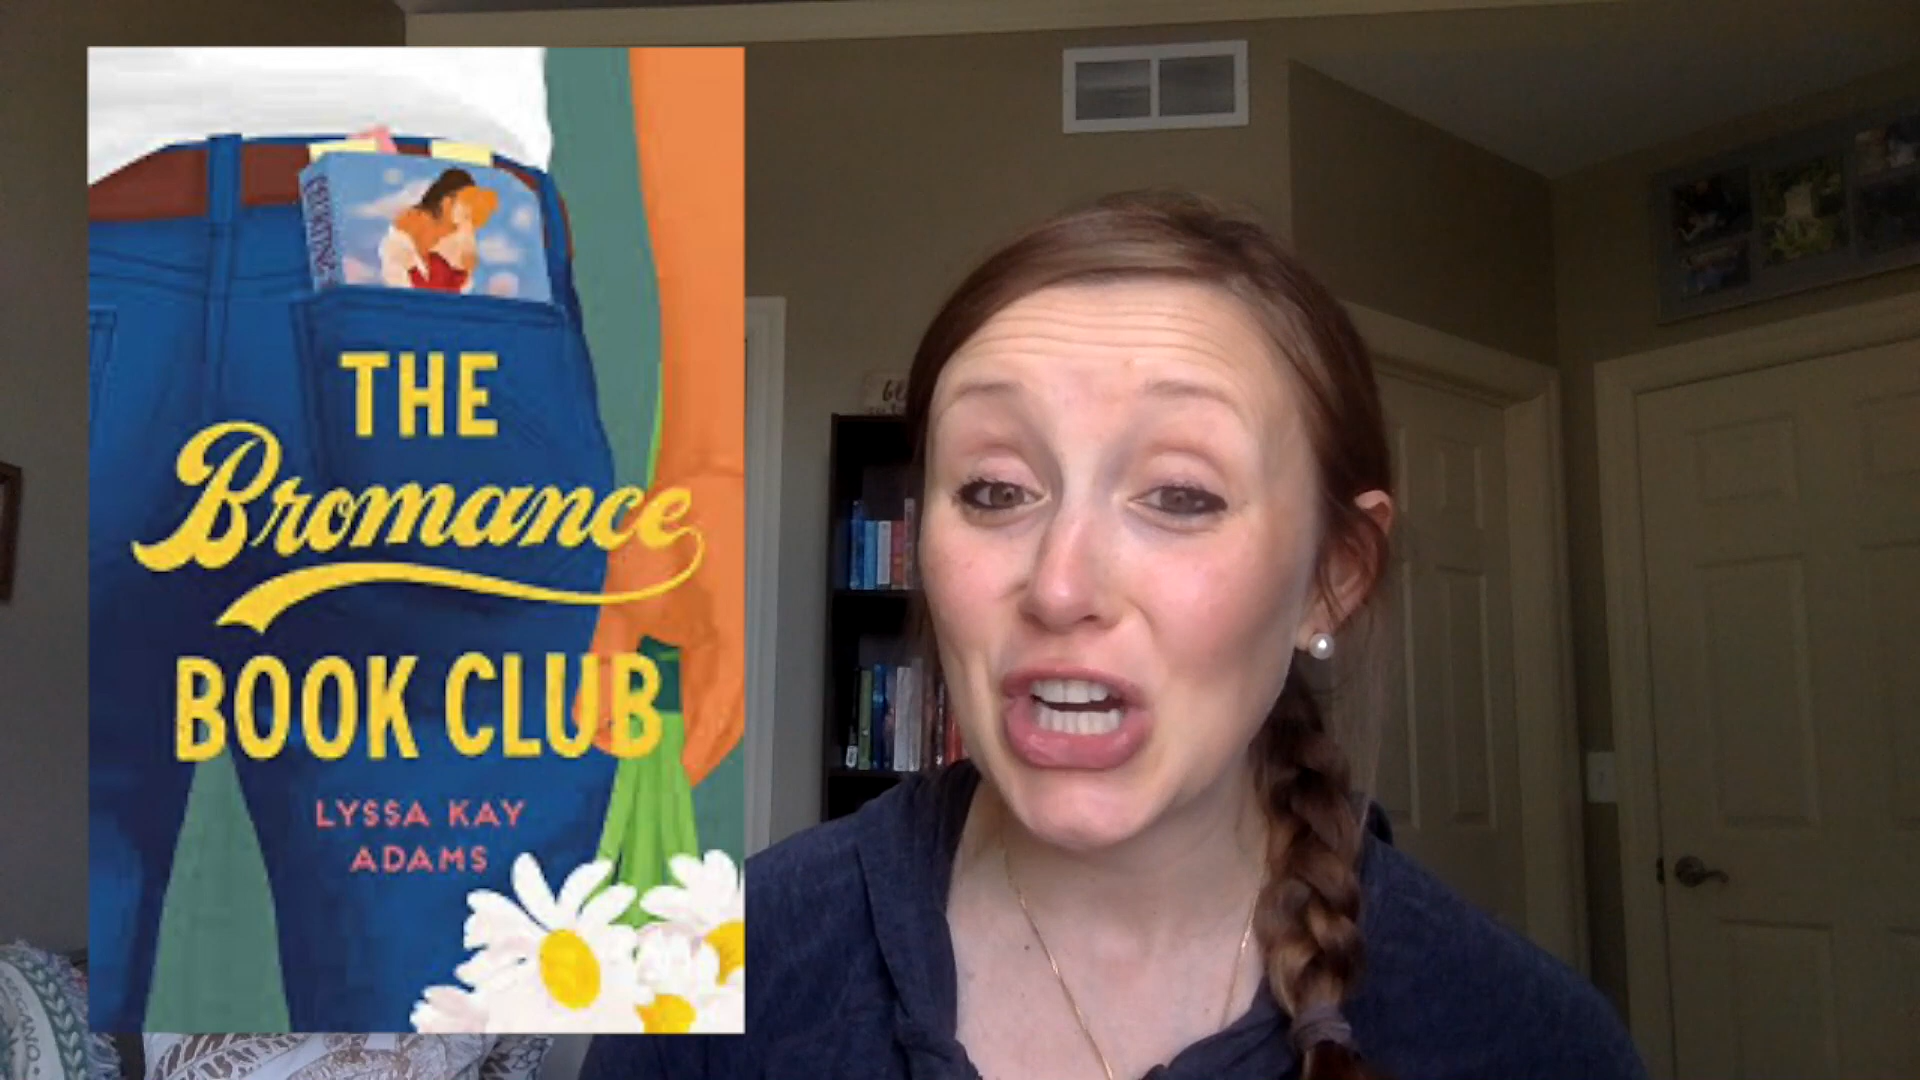 THE
Bromance
BOOK CLUB
LYSSA KAY
ADAMS